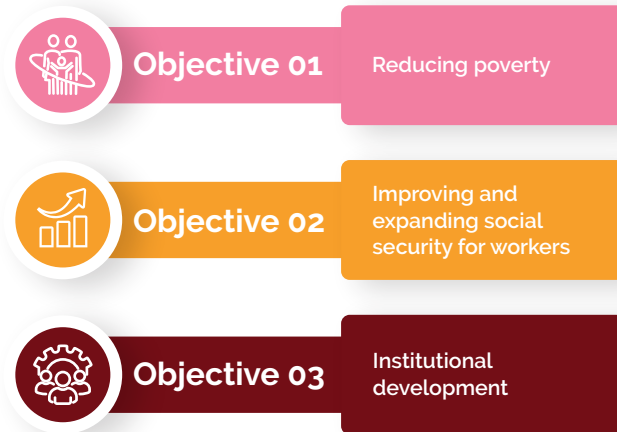 Objective 01
Reducing poverty
Objective 02
Improving and
expanding social
security for workers
Objective 03
Institutional
development